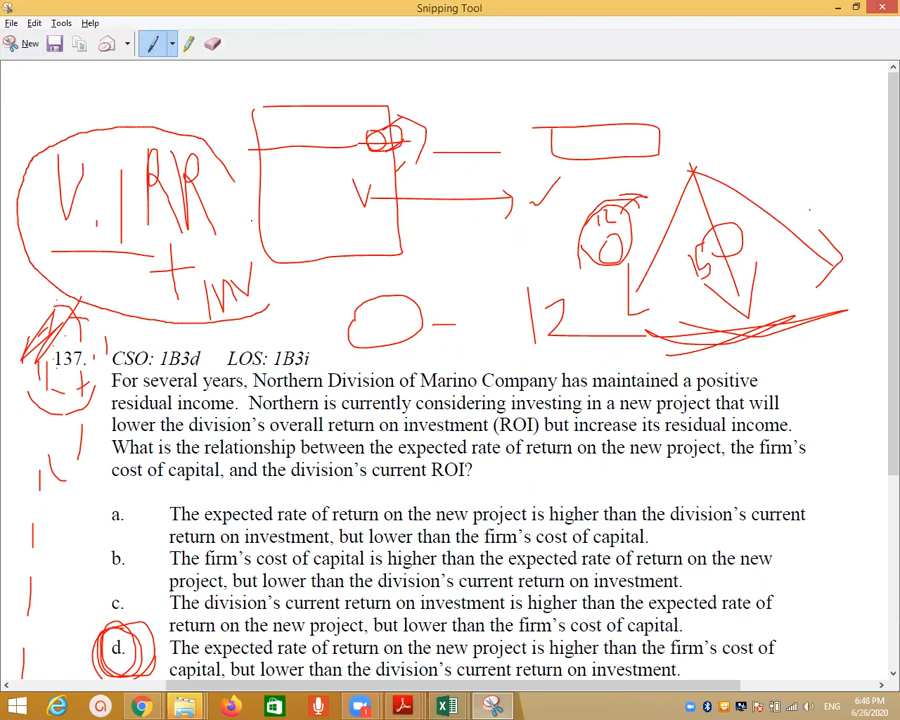 Snipping Tool
File Edit Tools Help
New
V. IRR
+
INV
V
12
15
12
137. CSO: 1B3d LOS: 1B3i
For several years, Northern Division of Marino Company has maintained a positive
residual income. Northern is currently considering investing in a new project that will
lower the division's overall return on investment (ROI) but increase its residual income.
What is the relationship between the expected rate of return on the new project, the firm's
cost of capital, and the division's current ROI?
a. The expected rate of return on the new project is higher than the division's current
return on investment, but lower than the firm's cost of capital.
b. The firm's cost of capital is higher than the expected rate of return on the new
project, but lower than the division's current return on investment.
c. The division's current return on investment is higher than the expected rate of
return on the new project, but lower than the firm's cost of capital.
d. The expected rate of return on the new project is higher than the firm's cost of
capital, but lower than the division's current return on investment.
ENG
6:48 PM
6/26/2020